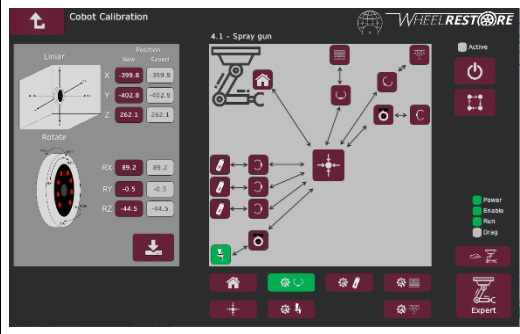 Cobot Calibration
WHEELRESTORE
4.1 - Spray gun
Active
Liniar
Position
New Saved
X -399.8 -399.8
Y -402.8 -402.8
Z 262.1 262.1
Rotate
RX 89.2 89.2
RY -0.5 -0.5
RZ -44.5 -44.5
Power
Enable
Run
Drag
Expert